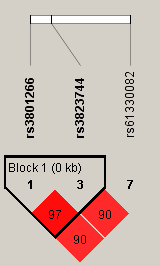 rs3801266
rs3823744
rs61330082
Block 1 (0 kb)
1 3 7
97 90
90